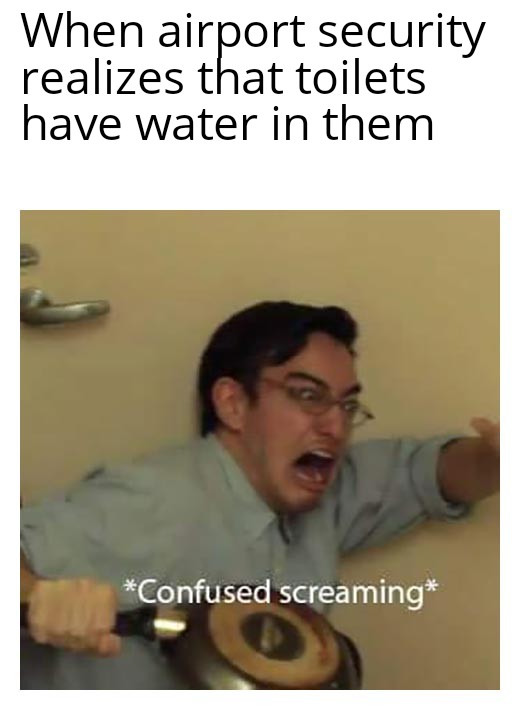 When airport security
realizes that toilets
have water in them
*Confused screaming*